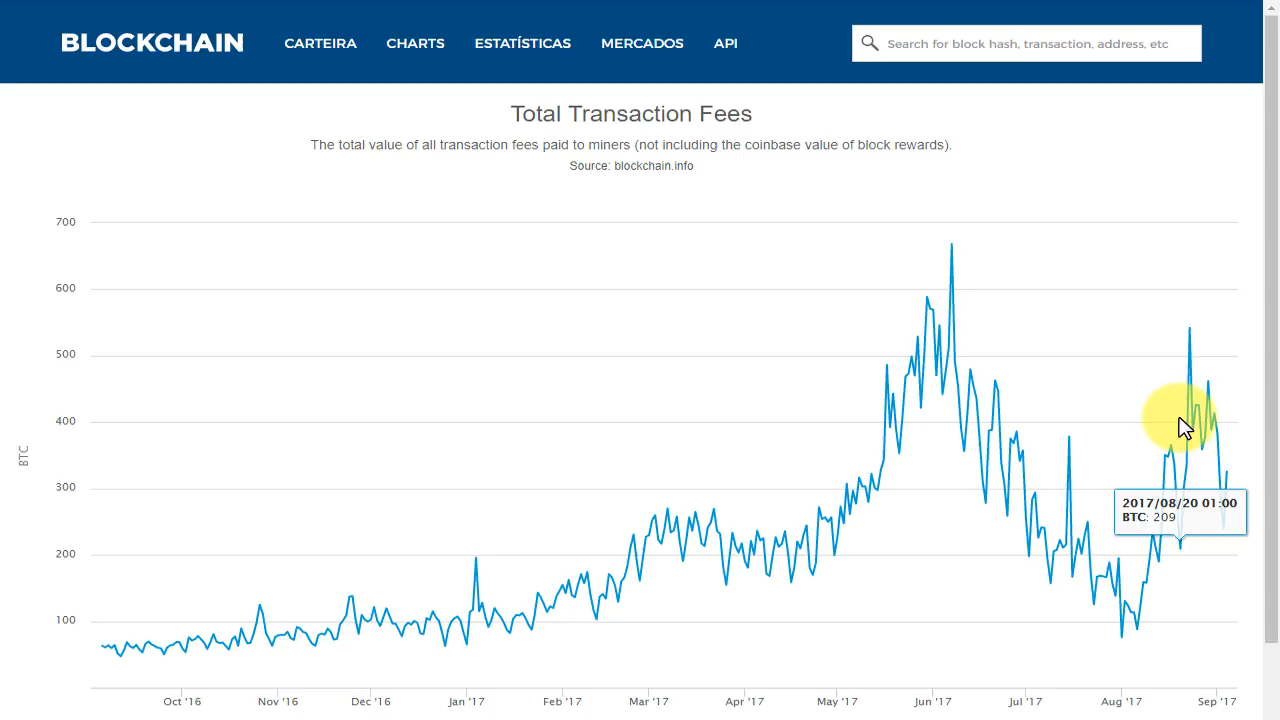 BLOCKCHAIN CARTEIRA CHARTS ESTATÍSTICAS MERCADOS API Search for block hash, transaction, address, etc
Total Transaction Fees
The total value of all transaction fees paid to miners (not including the coinbase value of block rewards).
Source: blockchain.info
700
600
500
400
BTC
300
2017/08/20 01:00
BTC: 209
200
100
Oct '16 Nov '16 Dec '16 Jan '17 Feb '17 Mar '17 Apr '17 May '17 Jun '17 Jul '17 Aug '17 Sep '17